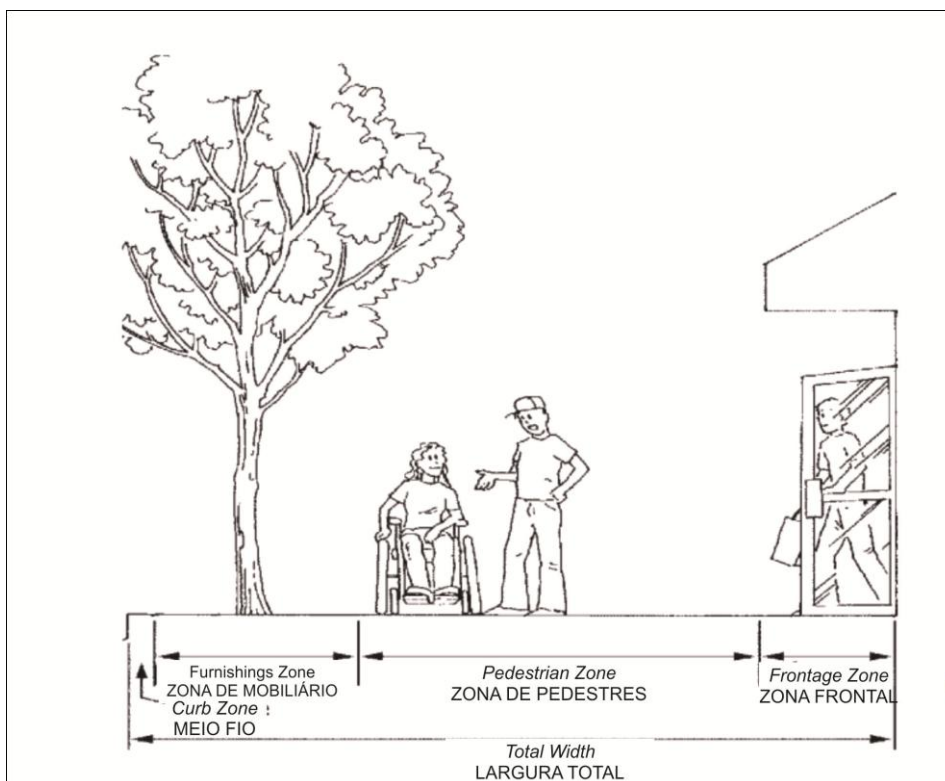 Furnishings Zone
ZONA DE MOBILIÁRIO
Curb Zone :
MEIO FIO
Pedestrian Zone
ZONA DE PEDESTRES
Frontage Zone
ZONA FRONTAL
Total Width
LARGURA TOTAL